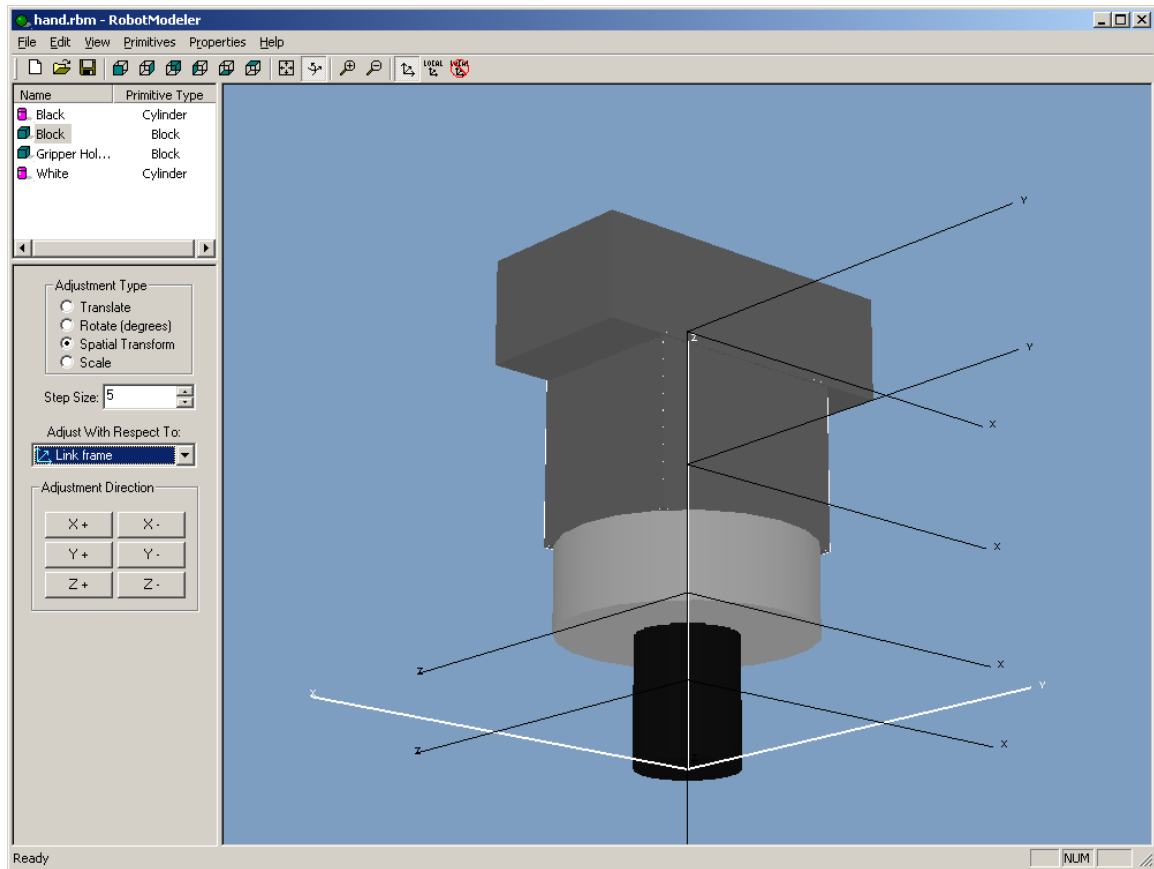 hand.rbm - RobotModeler
File Edit View Primitives Properties Help
LOCAL
Name Primitive Type
Black Cylinder
Block Block
Gripper Hol... Block
White Cylinder
Adjustment Type
Translate
Rotate (degrees)
Spatial Transform
Scale
Step Size: 5
Adjust With Respect To:
Link frame
Adjustment Direction
X + X -
Y + Y -
Z + Z -
Y
Z
Y
X
X
Z X
X Y
Z X
Ready NUM